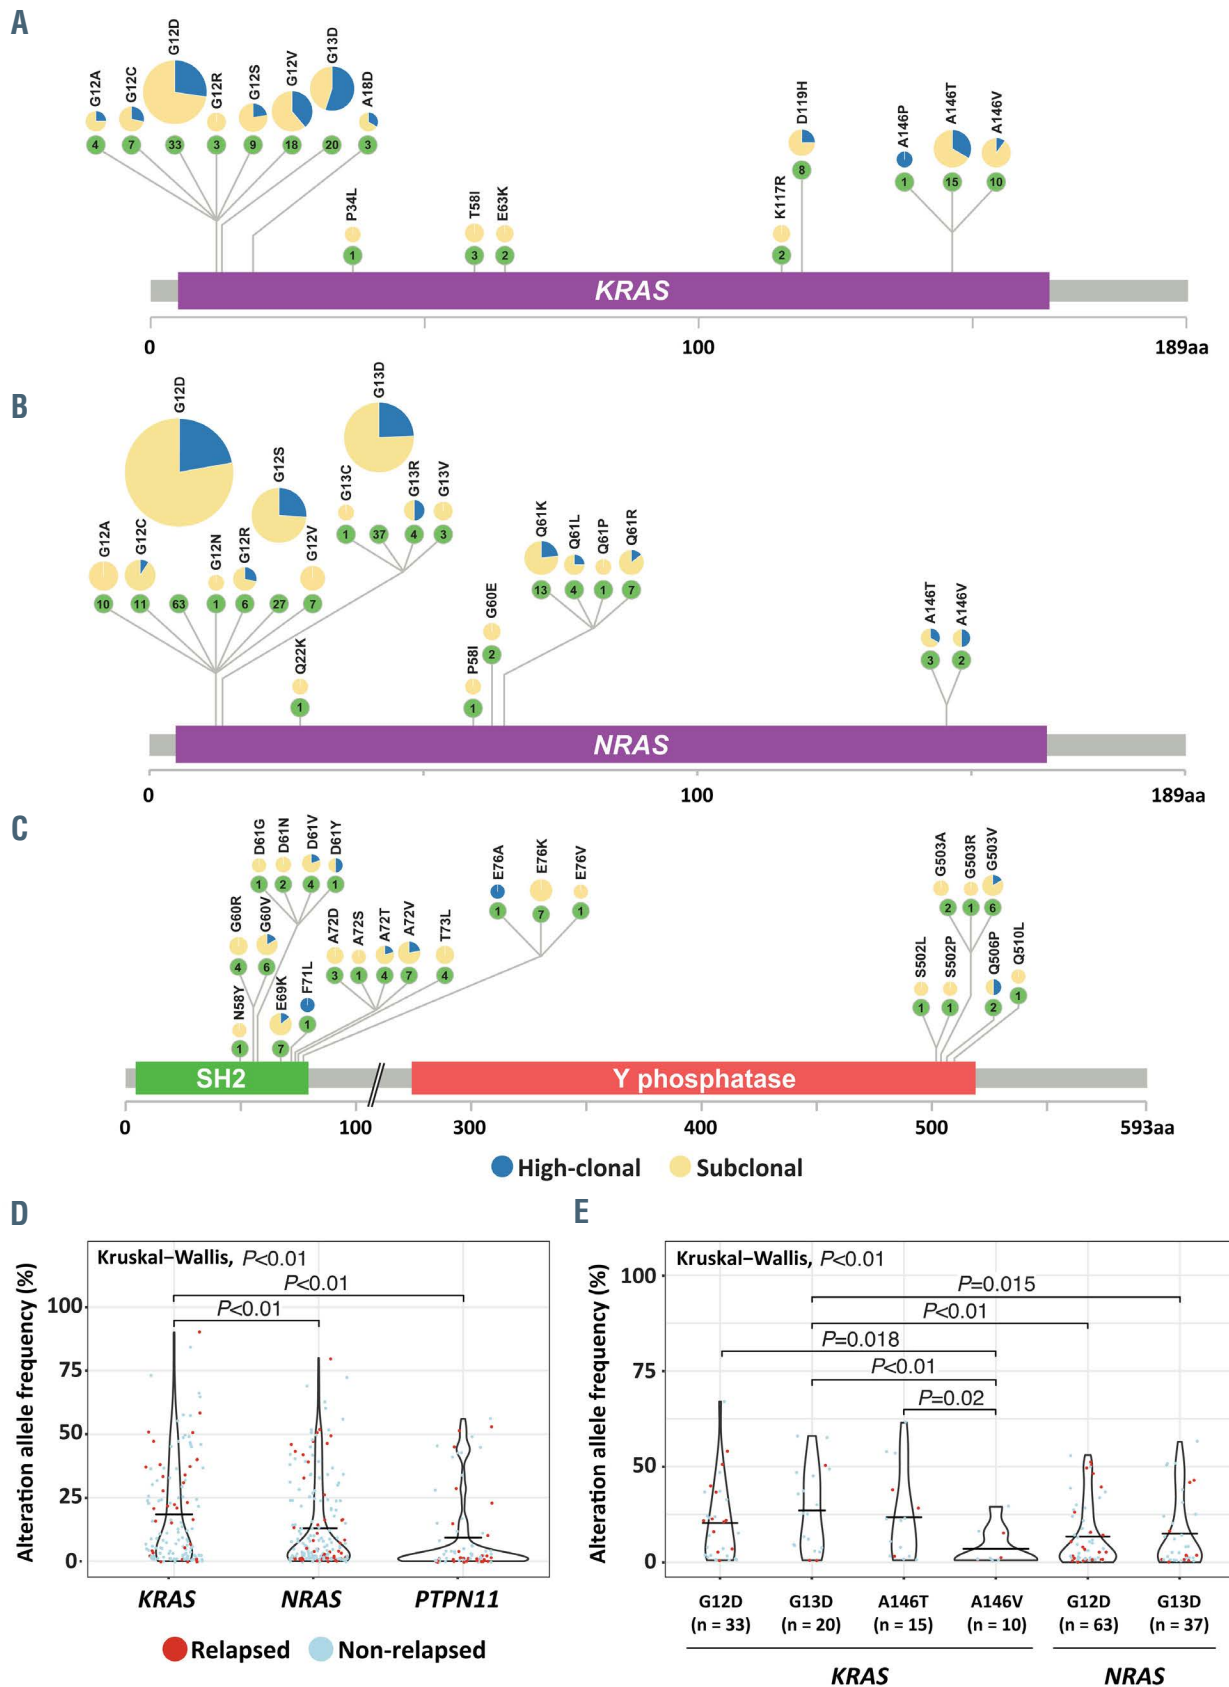 A
G12A
G12C
G12D
G12R
G12S
G12V
G13D
A18D
4
7
33
3
9
18
20
3
P34L
1
T58I
3
E63K
2
K117R
2
D119H
8
A146P
A146T
A146V
1
15
10
KRAS
0
100
189aa
B
G12A
G12C
G12D
G12N
G12R
G12S
G12V
10
11
63
1
6
27
7
G13C
G13D
G13R
G13V
1
37
4
3
Q22K
1
P58I
1
G60E
2
Q61K
Q61L
Q61P
Q61R
13
4
1
7
A146T
A146V
3
2
NRAS
0
100
189aa
C
D61G
D61N
D61V
D61Y
1
2
4
1
G60R
G60V
4
6
N58Y
1
E69K
7
F71L
1
A72D
A72S
A72T
A72V
T73L
3
1
4
7
4
E76A
E76K
E76V
1
7
1
S502L
S502P
1
1
G503A
G503R
G503V
2
1
6
Q506P
2
Q510L
1
SH2
Y phosphatase
0
100
300
400
500
593aa
High-clonal
Subclonal
D
Kruskal–Wallis, P<0.01
P<0.01
P<0.01
Alteration allele frequency (%)
100
75
50
25
0
KRAS
NRAS
PTPN11
Relapsed
Non-relapsed
E
Kruskal–Wallis, P<0.01
P=0.015
P<0.01
P=0.018
P<0.01
P=0.02
Alteration allele frequency (%)
100
75
50
25
0
G12D
(n = 33)
G13D
(n = 20)
A146T
(n = 15)
A146V
(n = 10)
G12D
(n = 63)
G13D
(n = 37)
KRAS
NRAS